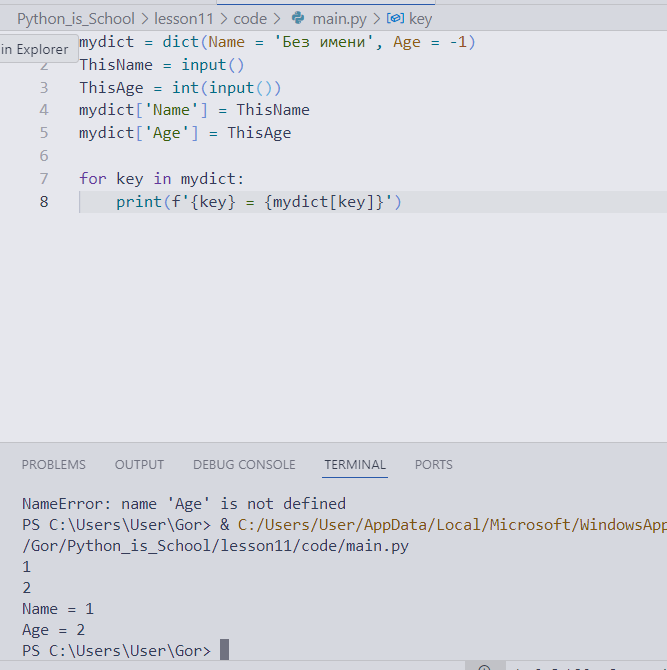 Python_is_School > lesson11 > code > main.py > key
in Explorer
mydict = dict(Name = 'Без имени', Age = -1)
2 ThisName = input()
3 ThisAge = int(input())
4 mydict['Name'] = ThisName
5 mydict['Age'] = ThisAge
6
7 for key in mydict:
8 print(f'{key} = {mydict[key]}')
PROBLEMS OUTPUT DEBUG CONSOLE TERMINAL PORTS
NameError: name 'Age' is not defined
PS C:\Users\User\Gor> & C:/Users/User/AppData/Local/Microsoft/WindowsApp
/Gor/Python_is_School/lesson11/code/main.py
1
2
Name = 1
Age = 2
PS C:\Users\User\Gor>